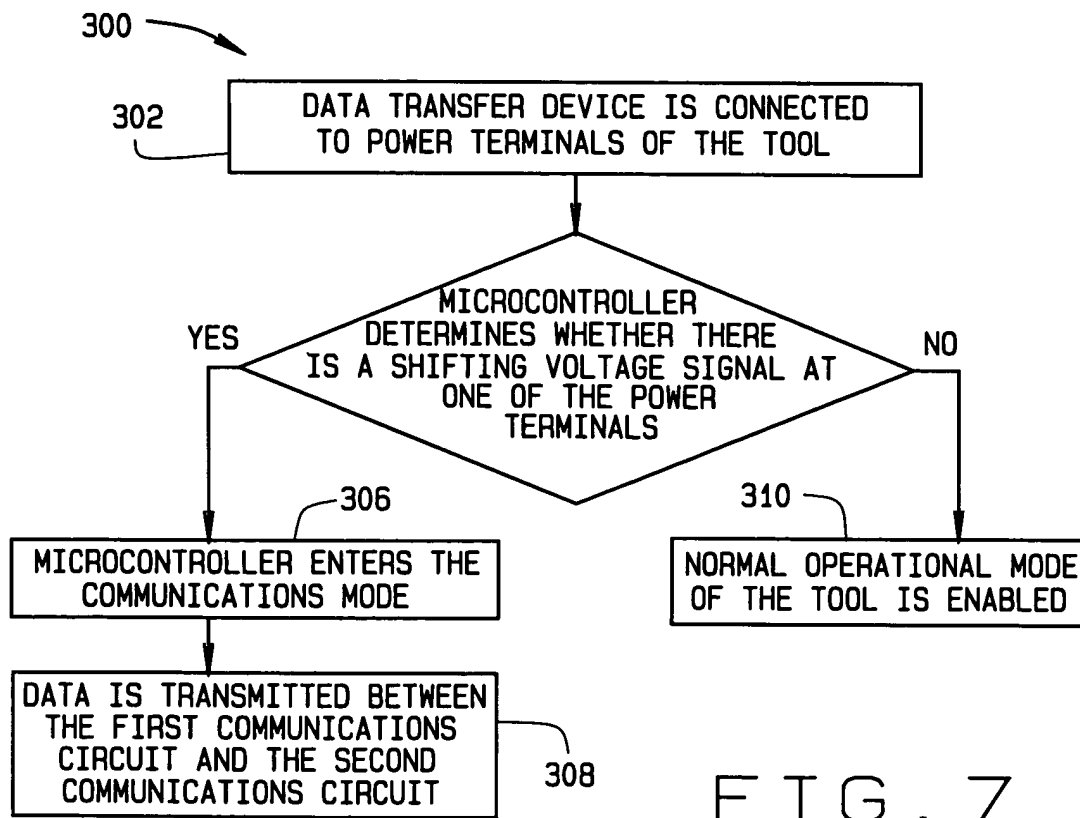 300
302
DATA TRANSFER DEVICE IS CONNECTED
TO POWER TERMINALS OF THE TOOL
MICROCONTROLLER
DETERMINES WHETHER THERE
IS A SHIFTING VOLTAGE SIGNAL AT
ONE OF THE POWER
TERMINALS
YES
NO
306
310
MICROCONTROLLER ENTERS THE
COMMUNICATIONS MODE
NORMAL OPERATIONAL MODE
OF THE TOOL IS ENABLED
DATA IS TRANSMITTED BETWEEN
THE FIRST COMMUNICATIONS
CIRCUIT AND THE SECOND
COMMUNICATIONS CIRCUIT
308
FIG. 7